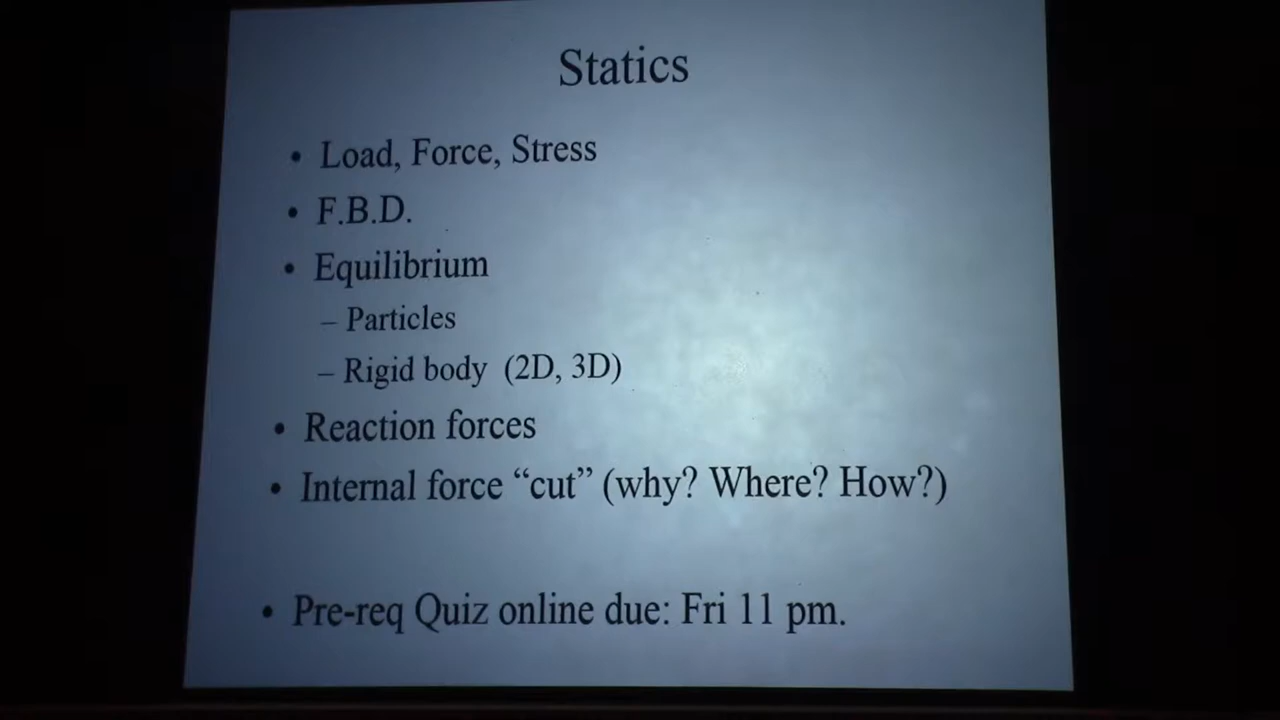 Statics
• Load, Force, Stress
• F.B.D.
• Equilibrium
– Particles
– Rigid body (2D, 3D)
• Reaction forces
• Internal force “cut” (why? Where? How?)
• Pre-req Quiz online due: Fri 11 pm.